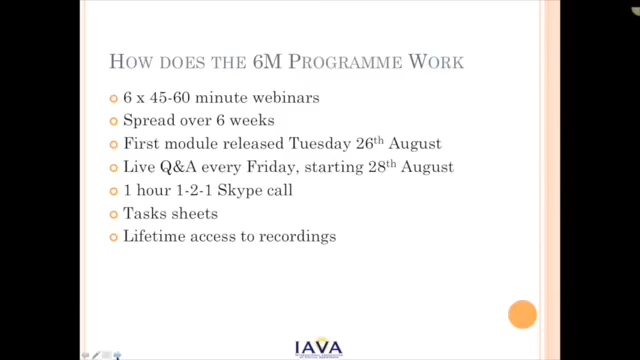 HOW DOES THE 6M PROGRAMME WORK
6 x 45-60 minute webinars
Spread over 6 weeks
First module released Tuesday 26th August
Live Q&A every Friday, starting 28th August
1 hour 1-2-1 Skype call
Tasks sheets
Lifetime access to recordings
IAVA